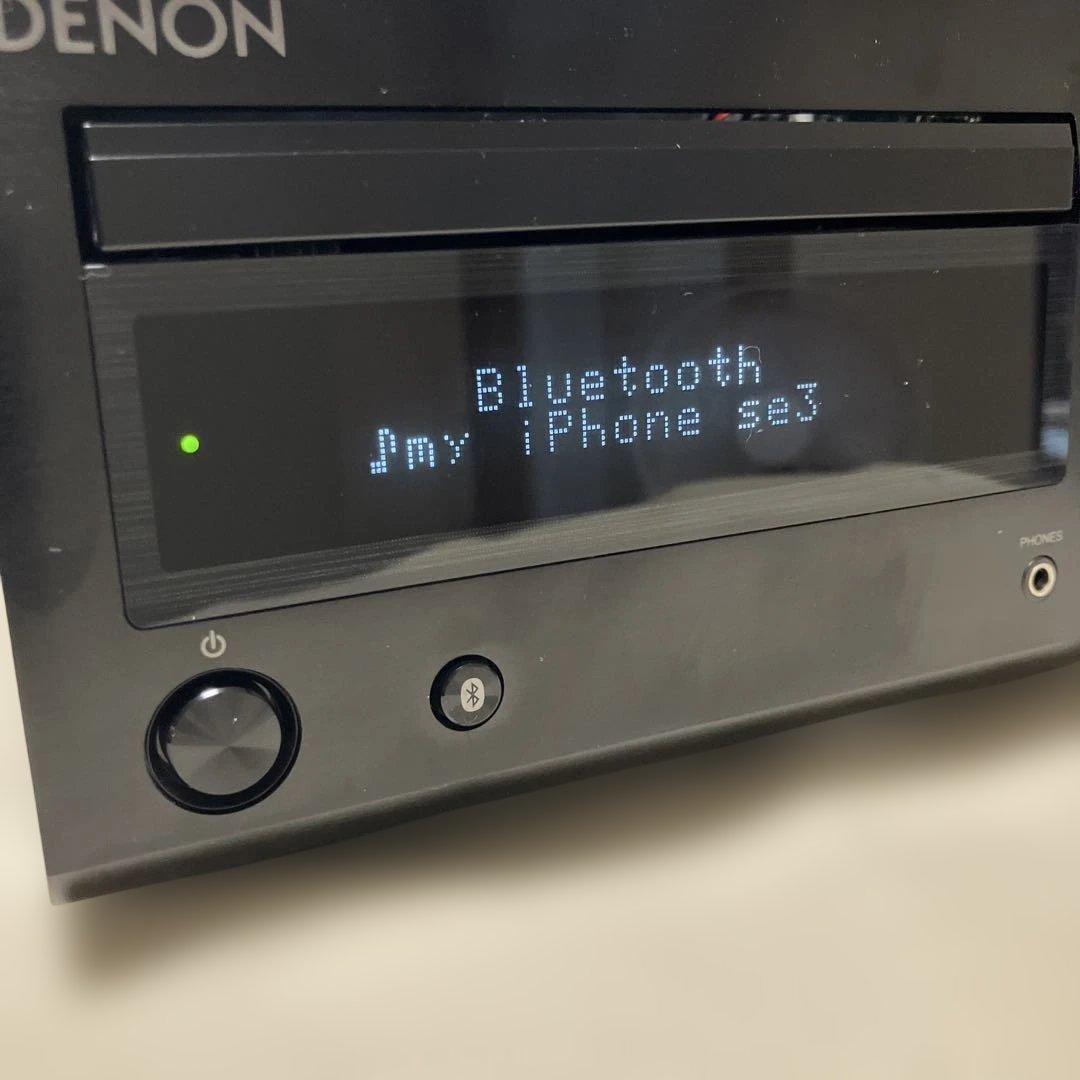 DENON
Bluetooth
♪my iPhone se3
PHONES